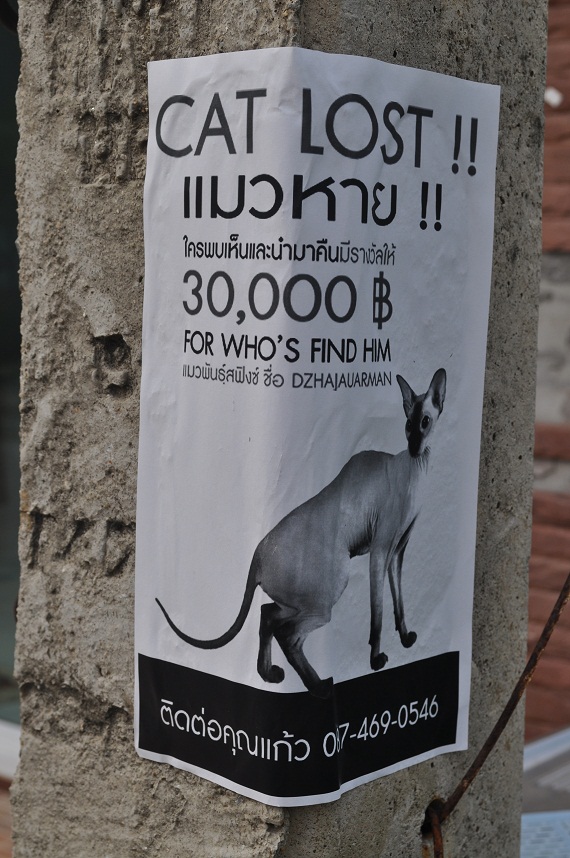 CAT LOST !!
แมวหาย !!
ใครพบเห็นและนำมาคืนมีรางวัลให้
30,000 ฿
FOR WHO'S FIND HIM
แมวพันธุ์สฟิงซ์ ชื่อ DZHAJAUARMAN
ติดต่อคุณแก้ว 087-469-0546